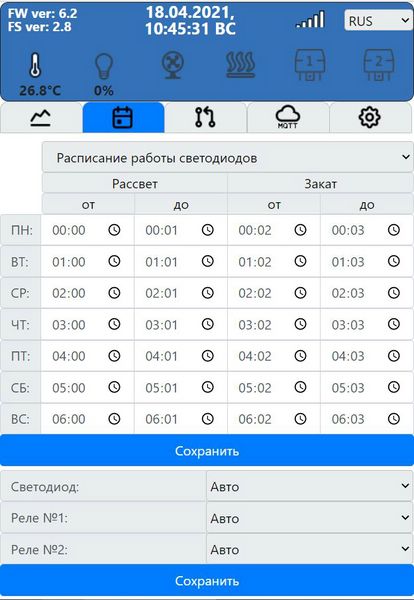 FW ver: 6.2
FS ver: 2.8
18.04.2021,
10:45:31 ВС
RUS
1
2
26.8°C
0%
MQTT
Расписание работы светодиодов
Рассвет Закат
от до от до
ПН: 00:00 00:01 00:02 00:03
ВТ: 01:00 01:01 01:02 01:03
СР: 02:00 02:01 02:02 02:03
ЧТ: 03:00 03:01 03:02 03:03
ПТ: 04:00 04:01 04:02 04:03
СБ: 05:00 05:01 05:02 05:03
ВС: 06:00 06:01 06:02 06:03
Сохранить
Светодиод: Авто
Реле №1: Авто
Реле №2: Авто
Сохранить